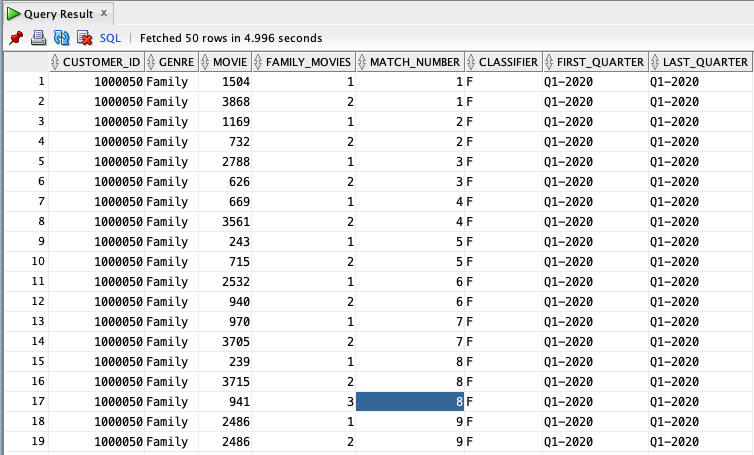 Query Result x
SQL | Fetched 50 rows in 4.996 seconds
CUSTOMER_ID GENRE MOVIE FAMILY_MOVIES MATCH_NUMBER CLASSIFIER FIRST_QUARTER LAST_QUARTER
1 1000050 Family 1504 1 1 F Q1-2020 Q1-2020
2 1000050 Family 3868 2 1 F Q1-2020 Q1-2020
3 1000050 Family 1169 1 2 F Q1-2020 Q1-2020
4 1000050 Family 732 2 2 F Q1-2020 Q1-2020
5 1000050 Family 2788 1 3 F Q1-2020 Q1-2020
6 1000050 Family 626 2 3 F Q1-2020 Q1-2020
7 1000050 Family 669 1 4 F Q1-2020 Q1-2020
8 1000050 Family 3561 2 4 F Q1-2020 Q1-2020
9 1000050 Family 243 1 5 F Q1-2020 Q1-2020
10 1000050 Family 715 2 5 F Q1-2020 Q1-2020
11 1000050 Family 2532 1 6 F Q1-2020 Q1-2020
12 1000050 Family 940 2 6 F Q1-2020 Q1-2020
13 1000050 Family 970 1 7 F Q1-2020 Q1-2020
14 1000050 Family 3705 2 7 F Q1-2020 Q1-2020
15 1000050 Family 239 1 8 F Q1-2020 Q1-2020
16 1000050 Family 3715 2 8 F Q1-2020 Q1-2020
17 1000050 Family 941 3 8 F Q1-2020 Q1-2020
18 1000050 Family 2486 1 9 F Q1-2020 Q1-2020
19 1000050 Family 2486 2 9 F Q1-2020 Q1-2020